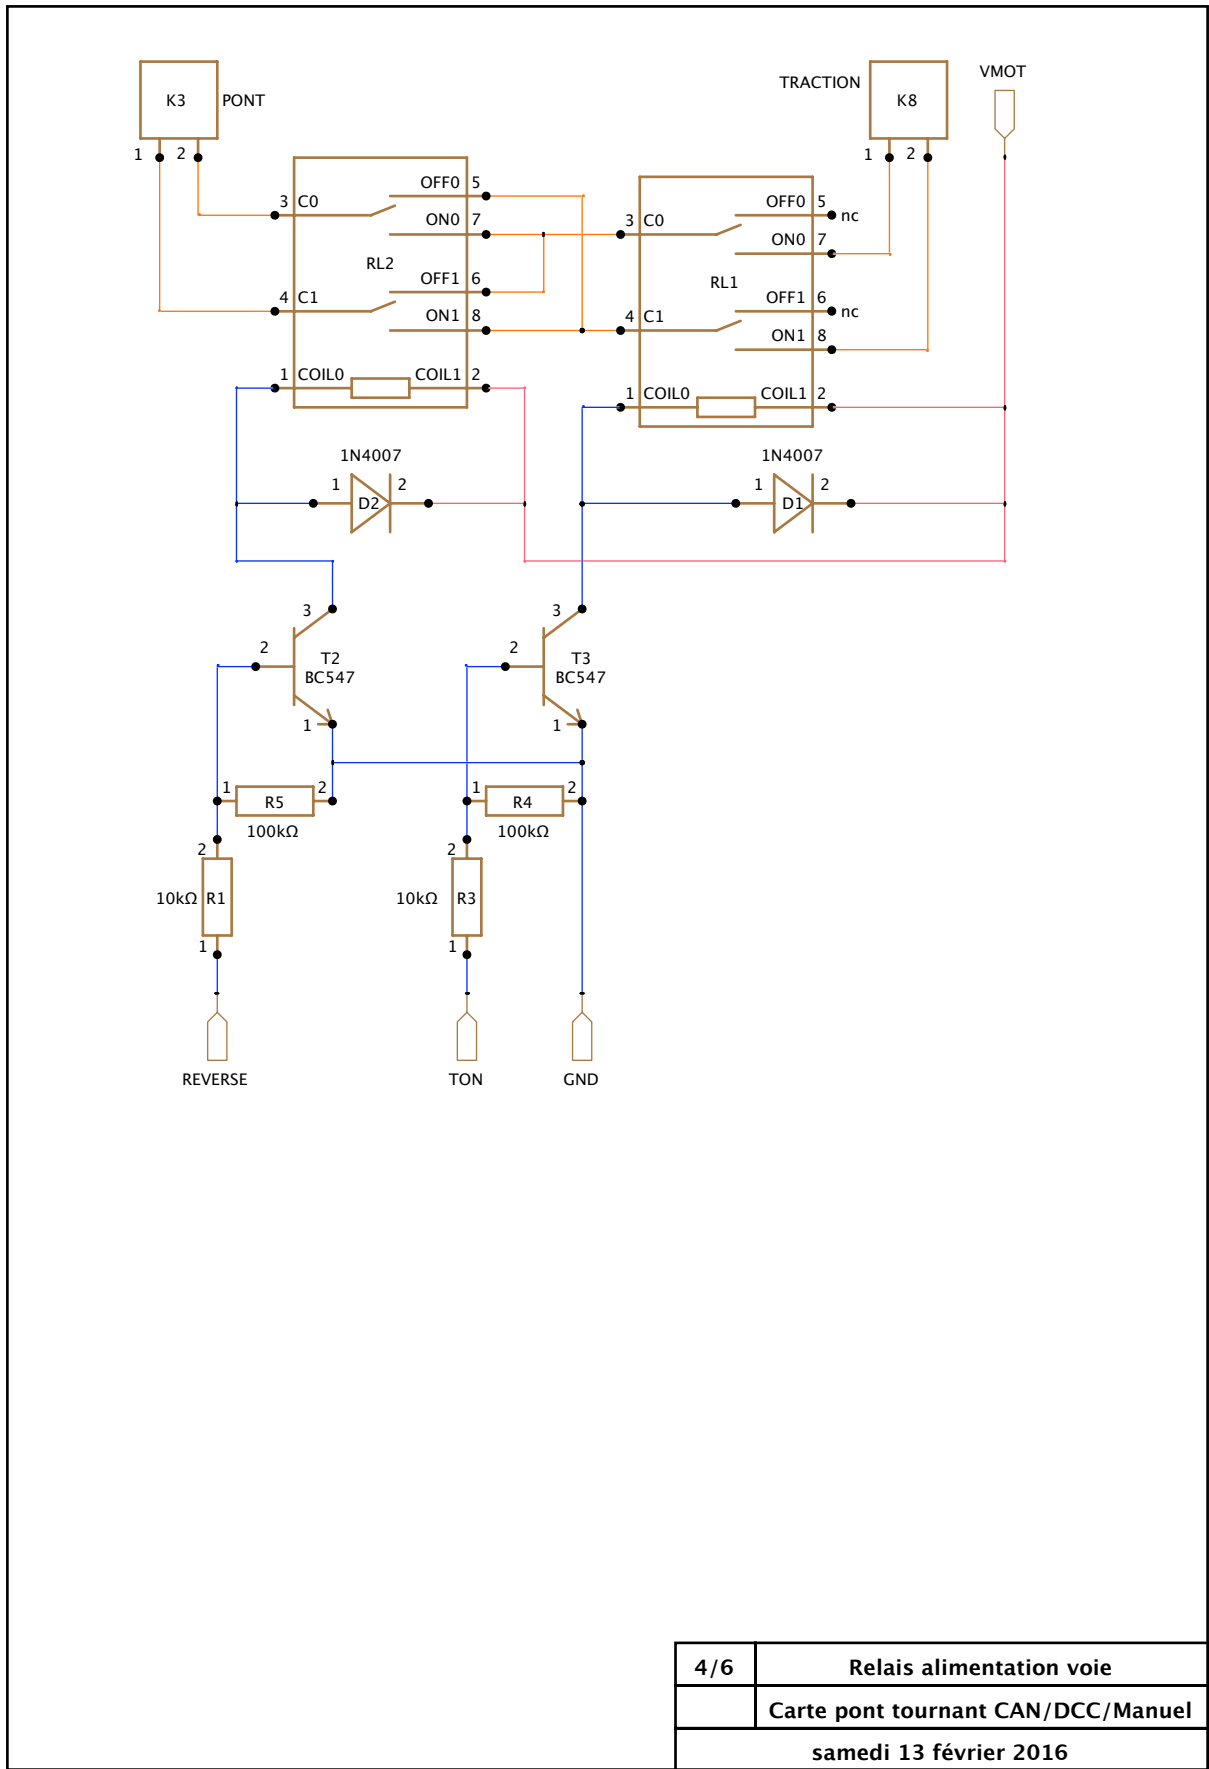 K3
PONT
1
2
TRACTION
K8
1
2
VMOT
3
C0
OFF0
5
ON0
7
RL2
OFF1
6
4
C1
ON1
8
1
COIL0
COIL1
2
3
C0
OFF0
5
nc
ON0
7
RL1
OFF1
6
nc
4
C1
ON1
8
1
COIL0
COIL1
2
1N4007
1
D2
2
1N4007
1
D1
2
3
2
T2
BC547
1
3
2
T3
BC547
1
1
R5
2
100kΩ
1
R4
2
100kΩ
2
10kΩ
R1
1
2
10kΩ
R3
1
REVERSE
TON
GND
4/6
Relais alimentation voie
Carte pont tournant CAN/DCC/Manuel
samedi 13 février 2016